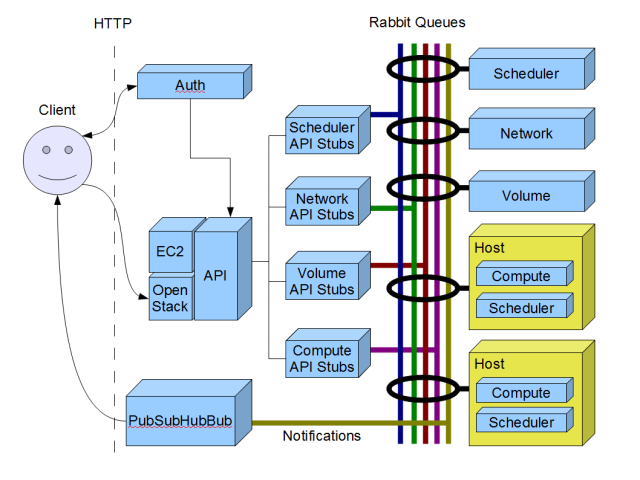 HTTP
Rabbit Queues
Client
Auth
Scheduler
API Stubs
Network
API Stubs
Volume
API Stubs
Compute
API Stubs
EC2
Open
Stack
API
PubSubHubBub
Notifications
Scheduler
Network
Volume
Host
Compute
Scheduler
Host
Compute
Scheduler